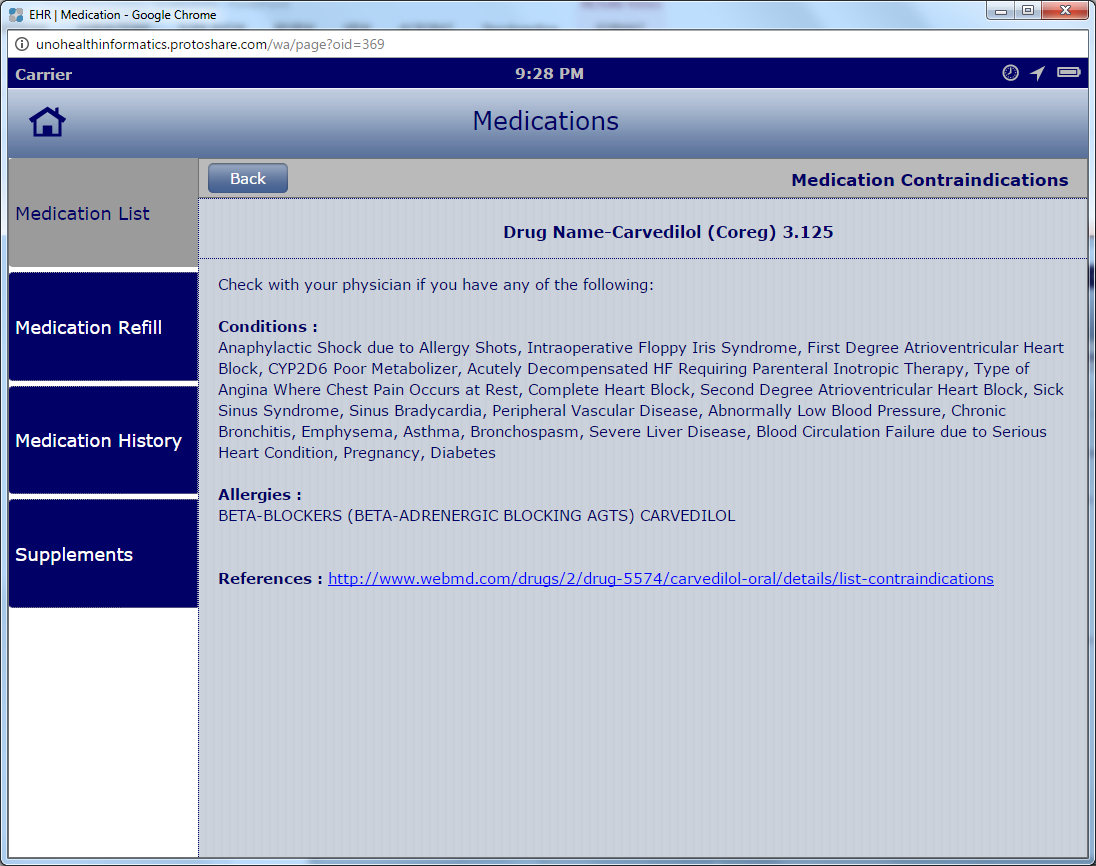 EHR | Medication - Google Chrome
unohealthinformatics.protoshare.com/wa/page?oid=369
Carrier
9:28 PM
Medications
Medication List
Medication Refill
Medication History
Supplements
Back
Medication Contraindications
Drug Name-Carvedilol (Coreg) 3.125
Check with your physician if you have any of the following:
Conditions :
Anaphylactic Shock due to Allergy Shots, Intraoperative Floppy Iris Syndrome, First Degree Atrioventricular Heart
Block, CYP2D6 Poor Metabolizer, Acutely Decompensated HF Requiring Parenteral Inotropic Therapy, Type of
Angina Where Chest Pain Occurs at Rest, Complete Heart Block, Second Degree Atrioventricular Heart Block, Sick
Sinus Syndrome, Sinus Bradycardia, Peripheral Vascular Disease, Abnormally Low Blood Pressure, Chronic
Bronchitis, Emphysema, Asthma, Bronchospasm, Severe Liver Disease, Blood Circulation Failure due to Serious
Heart Condition, Pregnancy, Diabetes
Allergies :
BETA-BLOCKERS (BETA-ADRENERGIC BLOCKING AGTS) CARVEDILOL
References : http://www.webmd.com/drugs/2/drug-5574/carvedilol-oral/details/list-contraindications